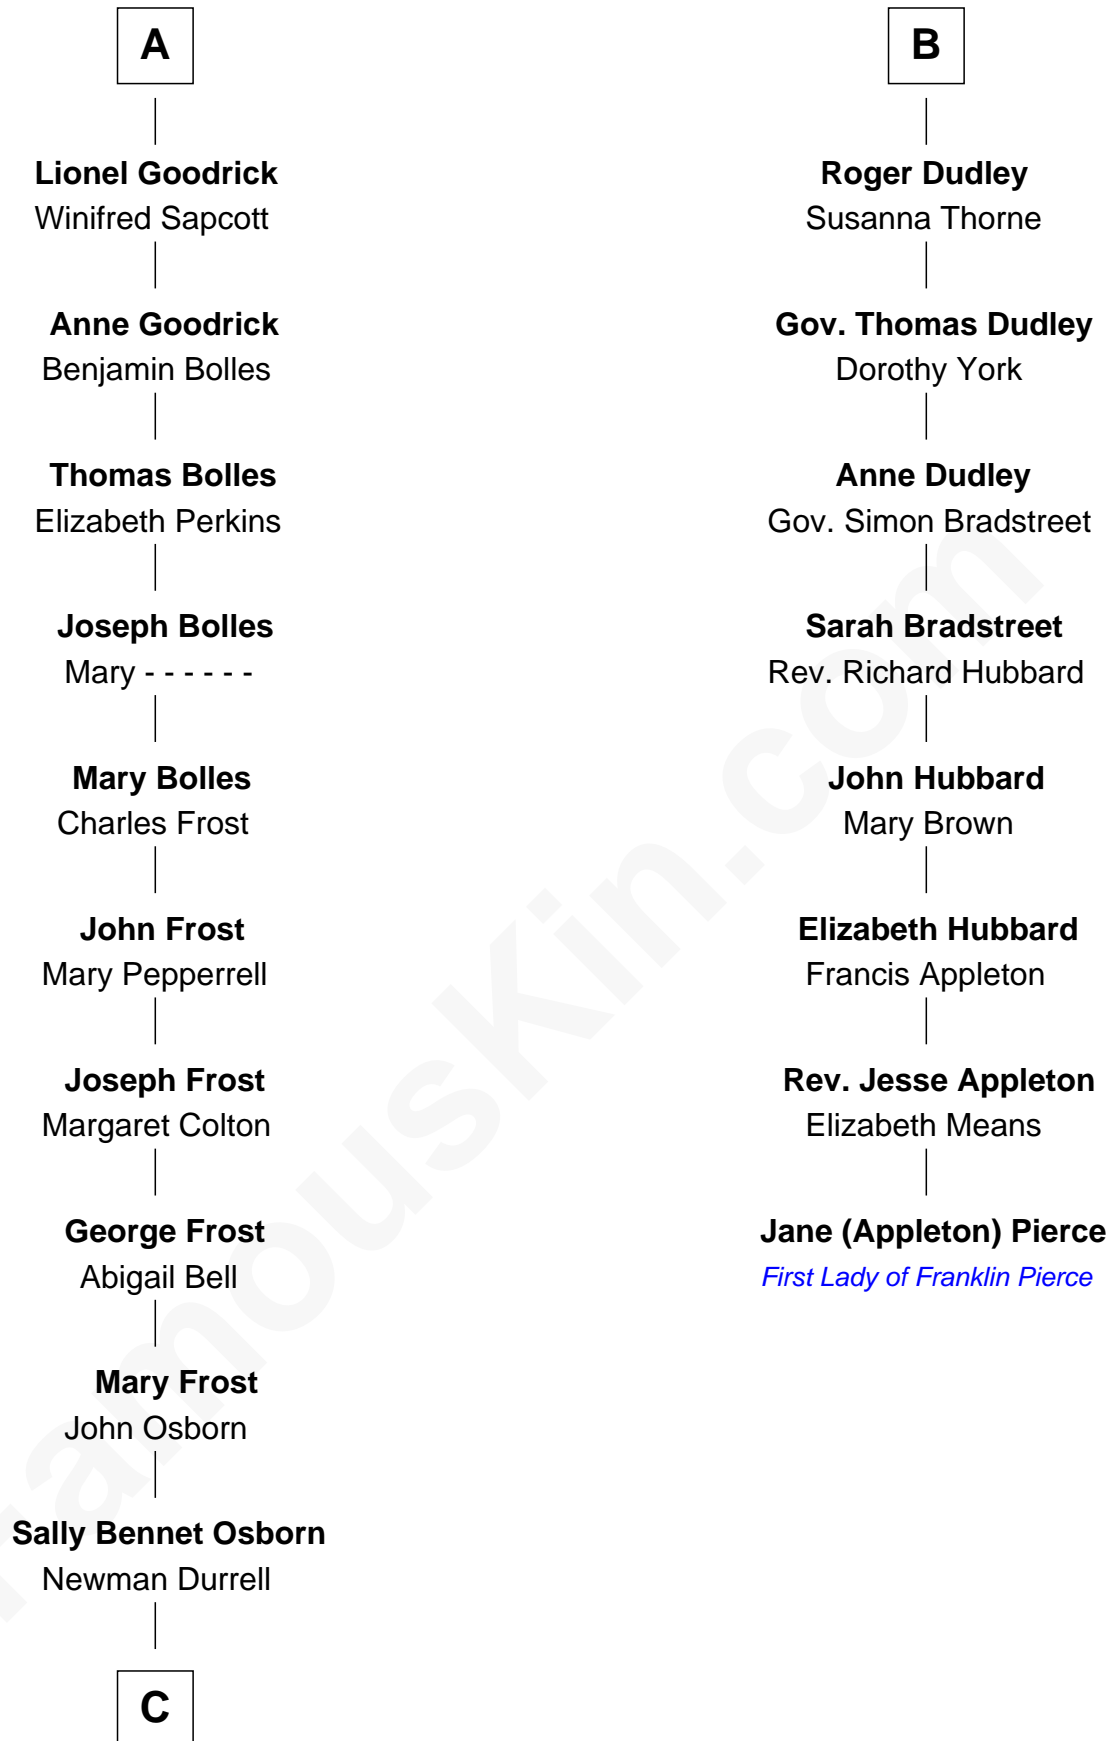 A
Lionel Goodrick
Winifred Sapcott
Anne Goodrick
Benjamin Bolles
Thomas Bolles
Elizabeth Perkins
Joseph Bolles
Mary - - - - - -
Mary Bolles
Charles Frost
John Frost
Mary Pepperrell
Joseph Frost
Margaret Colton
George Frost
Abigail Bell
Mary Frost
John Osborn
Sally Bennet Osborn
Newman Durrell
C
B
Roger Dudley
Susanna Thorne
Gov. Thomas Dudley
Dorothy York
Anne Dudley
Gov. Simon Bradstreet
Sarah Bradstreet
Rev. Richard Hubbard
John Hubbard
Mary Brown
Elizabeth Hubbard
Francis Appleton
Rev. Jesse Appleton
Elizabeth Means
Jane (Appleton) Pierce
First Lady of Franklin Pierce
FamousKin.com